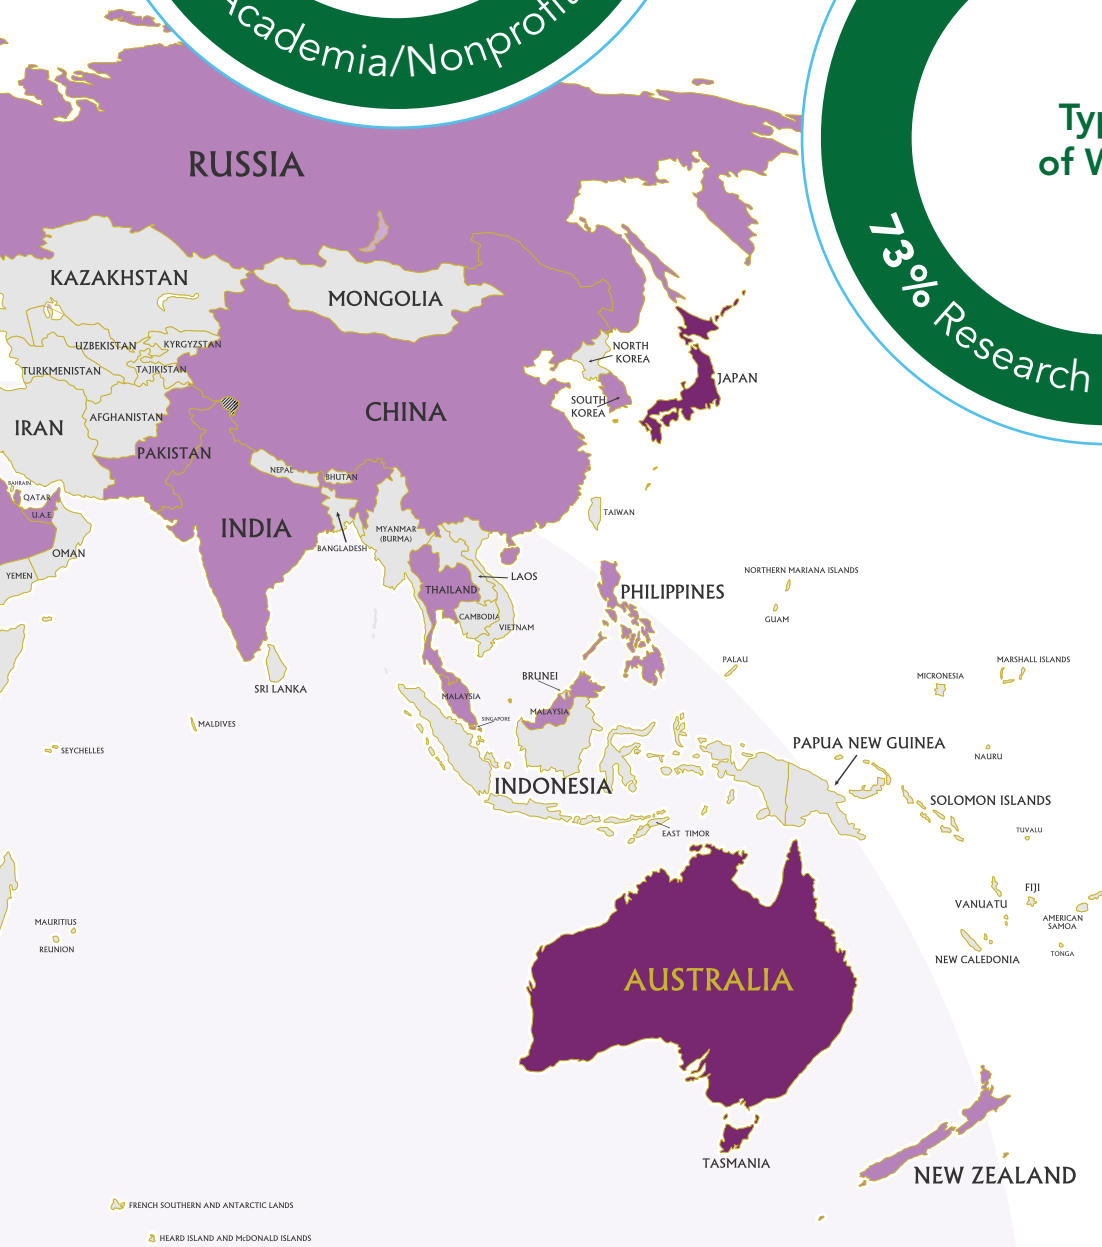 Academia/Nonprofit
Typ
of W
73% Research
RUSSIA
KAZAKHSTAN
MONGOLIA
UZBEKISTAN
KYRGYZSTAN
NORTH
KOREA
TURKMENISTAN
TAJIKISTAN
JAPAN
SOUTH
KOREA
AFGHANISTAN
CHINA
IRAN
PAKISTAN
NEPAL
BHUTAN
BAHRAIN
QATAR
U.A.E.
TAIWAN
INDIA
MYANMAR
(BURMA)
BANGLADESH
OMAN
YEMEN
LAOS
NORTHERN MARIANA ISLANDS
THAILAND
PHILIPPINES
CAMBODIA
VIETNAM
GUAM
PALAU
MARSHALL ISLANDS
BRUNEI
MICRONESIA
SRI LANKA
MALAYSIA
MALAYSIA
SINGAPORE
MALDIVES
SEYCHELLES
PAPUA NEW GUINEA
NAURU
INDONESIA
SOLOMON ISLANDS
EAST TIMOR
TUVALU
FIJI
VANUATU
MAURITIUS
AMERICAN
SAMOA
REUNION
TONGA
NEW CALEDONIA
AUSTRALIA
TASMANIA
NEW ZEALAND
FRENCH SOUTHERN AND ANTARCTIC LANDS
HEARD ISLAND AND McDONALD ISLANDS